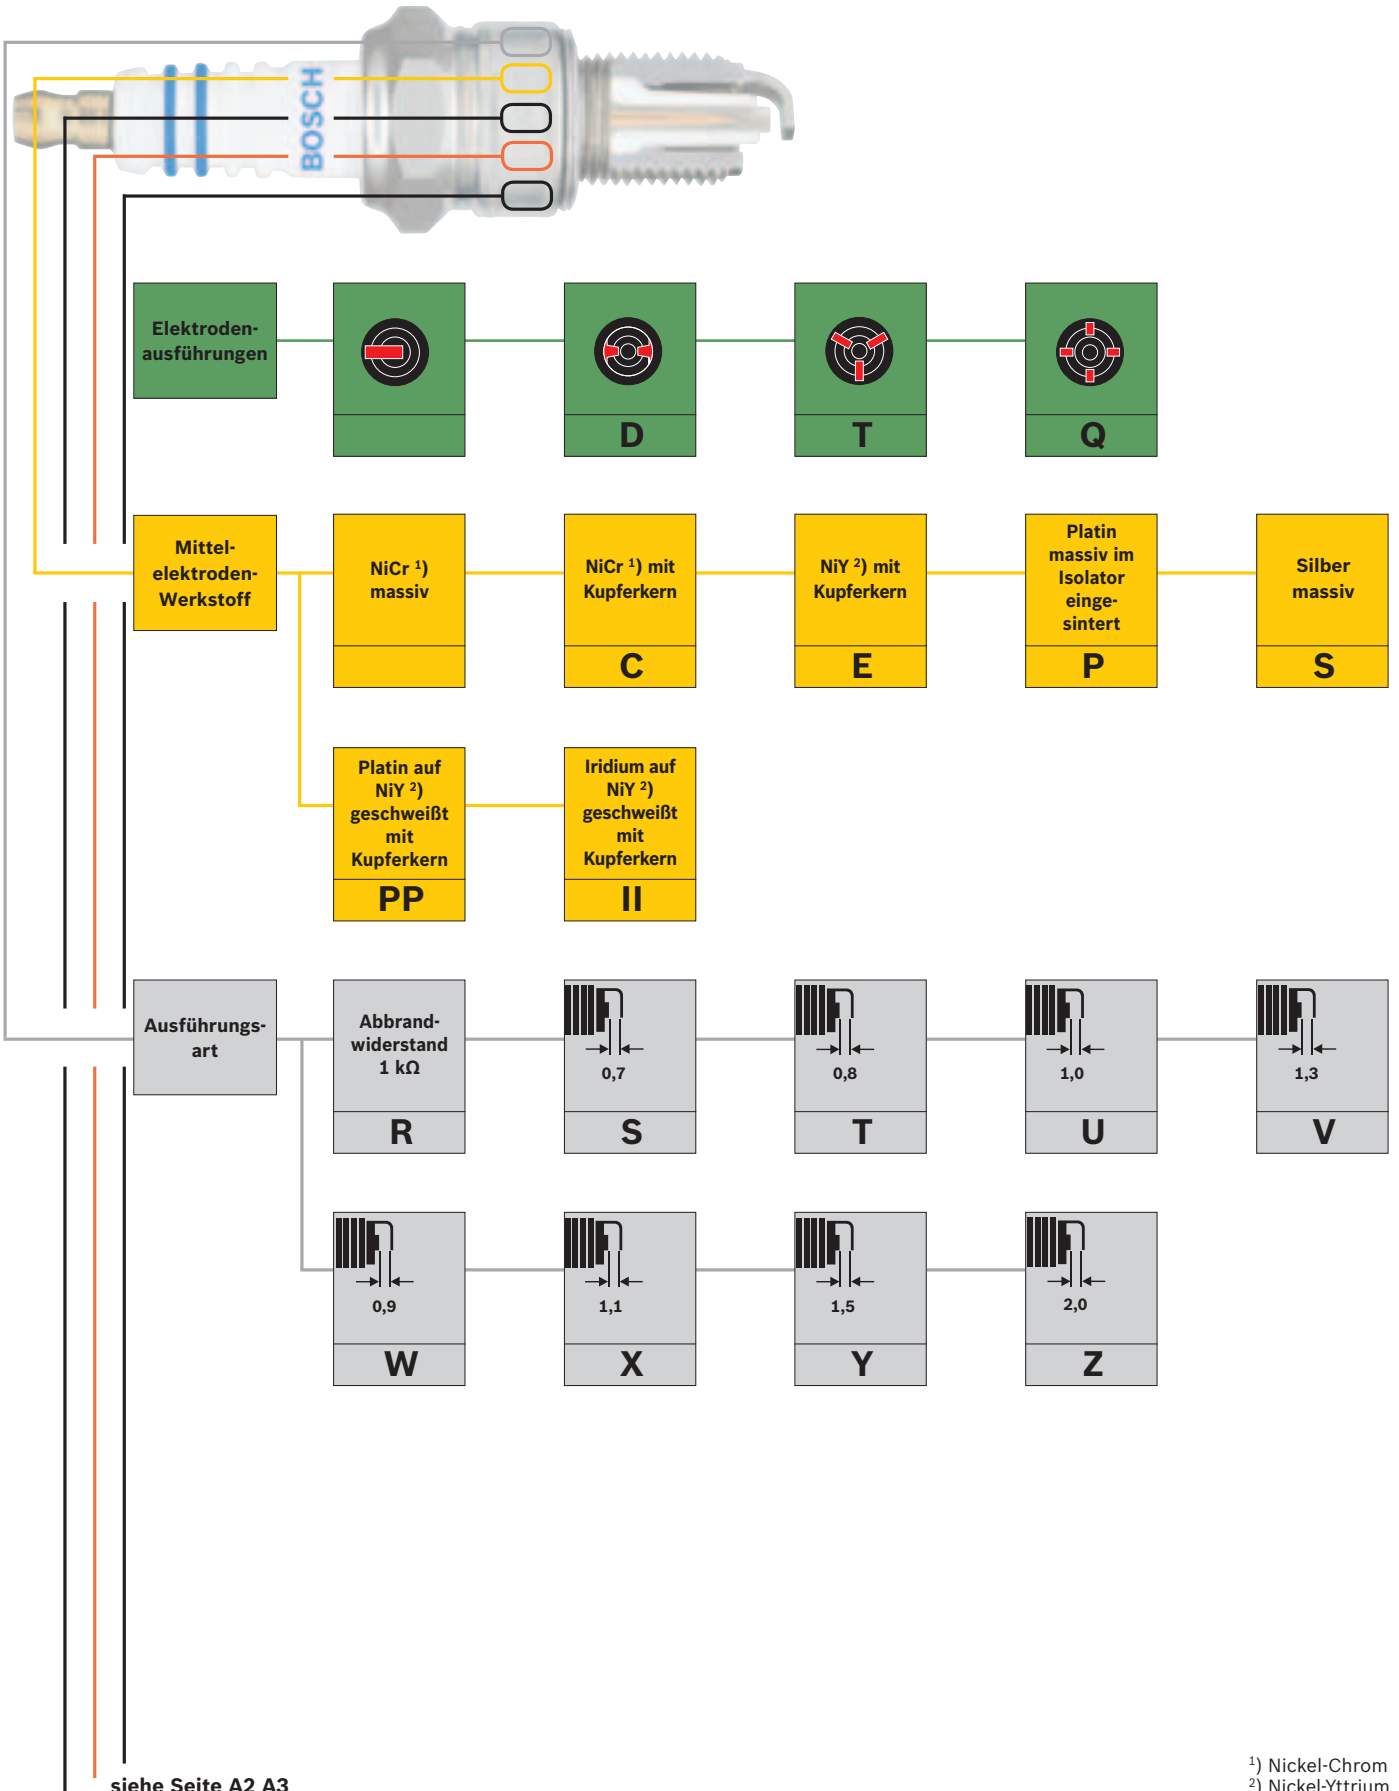 BOSCH
Elektroden-
ausführungen
D
T
Q
Mittel-
elektroden-
Werkstoff
NiCr ¹)
massiv
NiCr ¹) mit
Kupferkern
C
NiY ²) mit
Kupferkern
E
Platin
massiv im
Isolator
einge-
sintert
P
Silber
massiv
S
Platin auf
NiY ²)
geschweißt
mit
Kupferkern
PP
Iridium auf
NiY ²)
geschweißt
mit
Kupferkern
II
Ausführungs-
art
Abbrand-
widerstand
1 kΩ
R
0,7
S
0,8
T
1,0
U
1,3
V
0,9
W
1,1
X
1,5
Y
2,0
Z
siehe Seite A2 A3
¹) Nickel-Chrom
²) Nickel-Yttrium